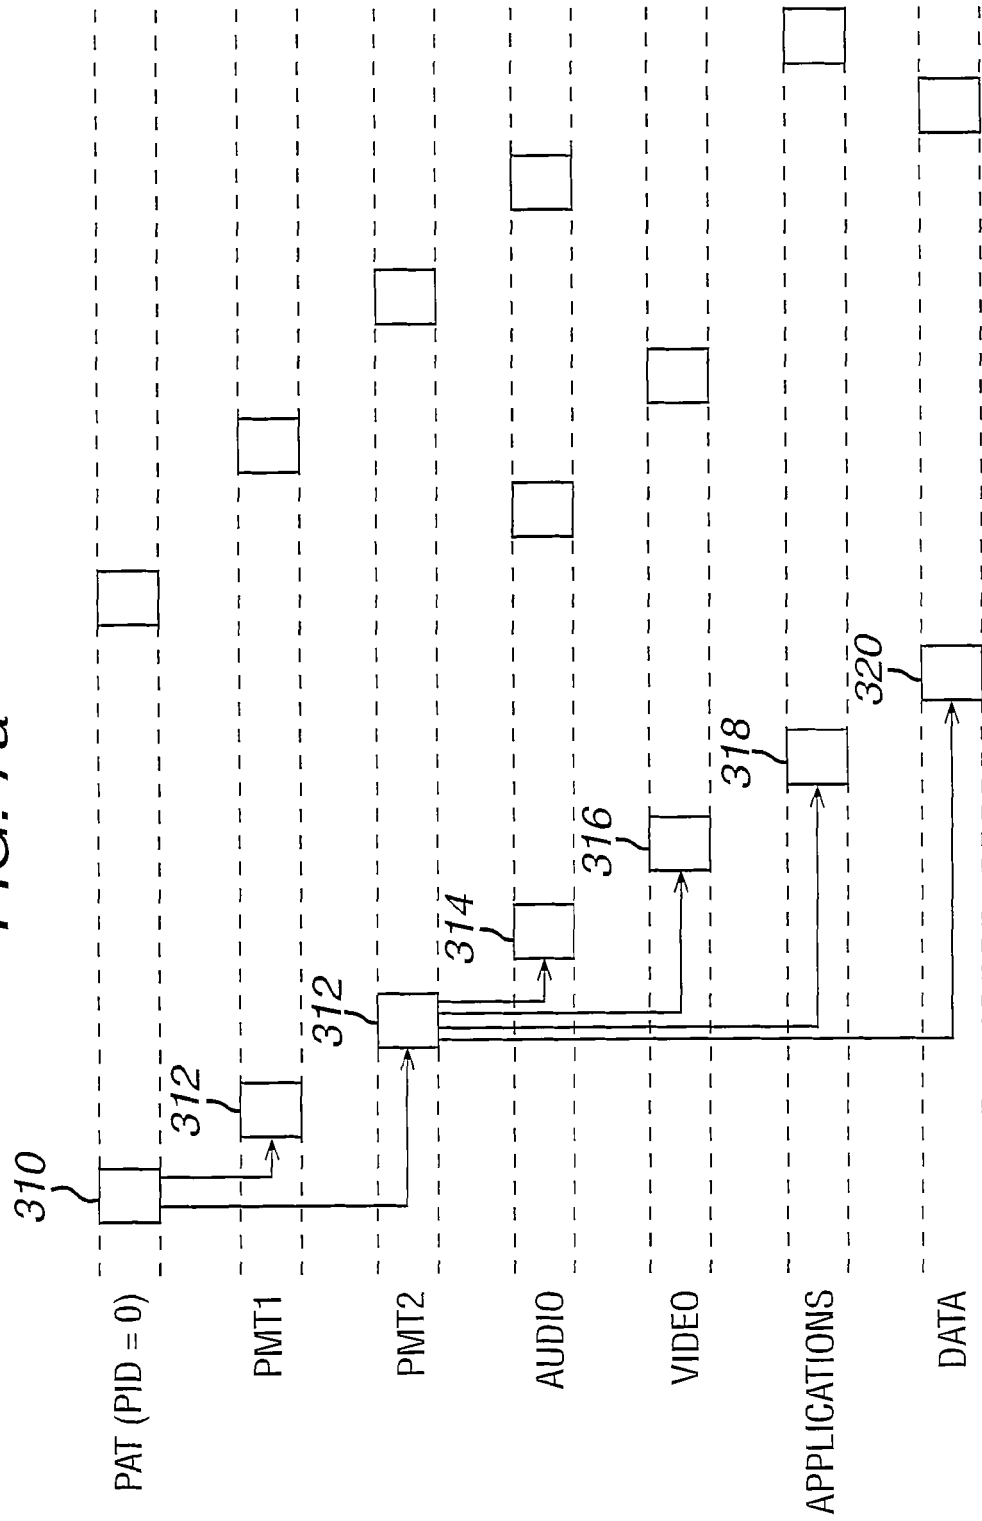 310
PAT (PID = 0)
312
PMT1
312
PMT2
314
AUDIO
316
VIDEO
318
APPLICATIONS
320
DATA